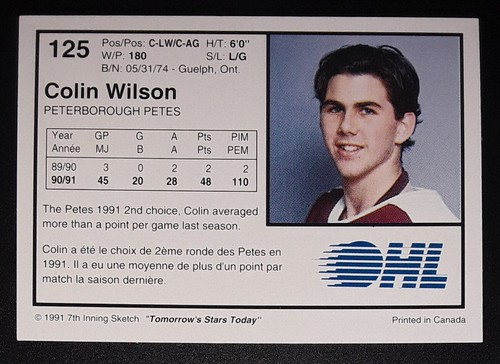 125 Pos/Pos: C-LW/C-AG H/T: 6'0"
W/P: 180 S/L: L/G
B/N: 05/31/74 - Guelph, Ont.
Colin Wilson
PETERBOROUGH PETES
Year GP G A Pts PIM
Année MJ B A Pts PEM
89/90 3 0 2 2 2
90/91 45 20 28 48 110
The Petes 1991 2nd choice, Colin averaged
more than a point per game last season.
Colin a été le choix de 2ème ronde des Petes en
1991. Il a eu une moyenne de plus d'un point par
match la saison dernière.
OHL
© 1991 7th Inning Sketch "Tomorrow's Stars Today" Printed in Canada